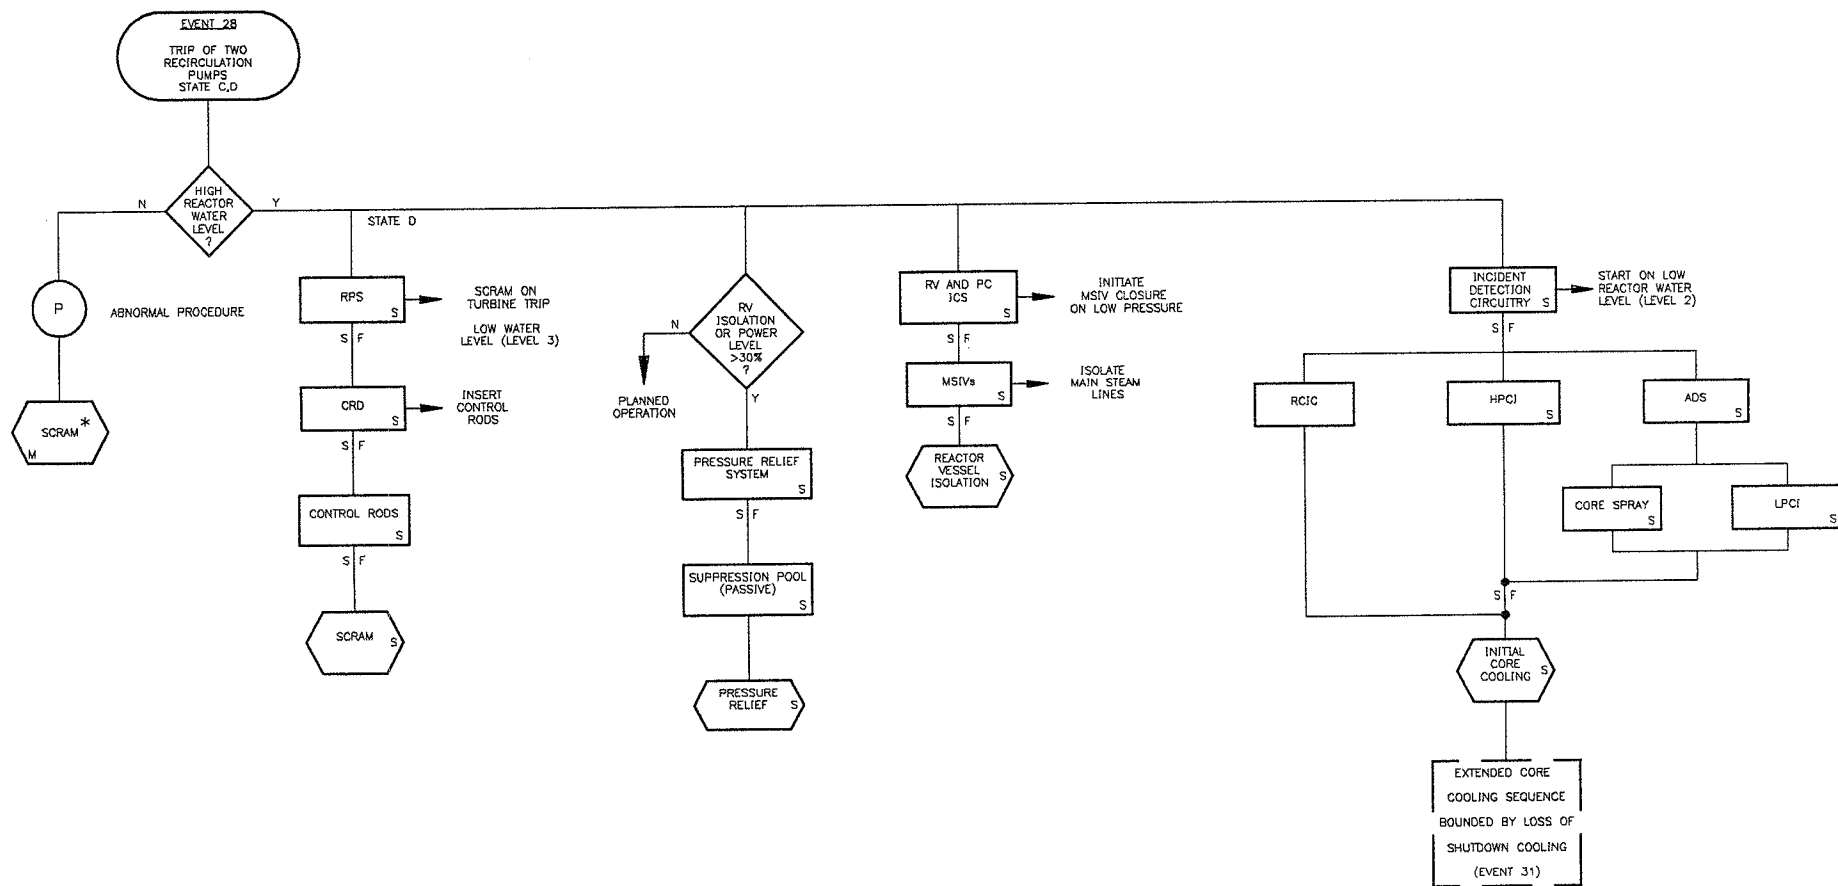 EVENT 28
TRIP OF TWO
RECIRCULATION
PUMPS
STATE C,D
HIGH
REACTOR
WATER
LEVEL
?
N
Y
STATE D
P
ABNORMAL PROCEDURE
SCRAM *
M
RPS
S
SCRAM ON
TURBINE TRIP
LOW WATER
LEVEL (LEVEL 3)
S F
CRD
S
INSERT
CONTROL
RODS
S F
CONTROL RODS
S
S F
SCRAM
S
RV
ISOLATION
OR POWER
LEVEL
>30%
?
N
Y
PLANNED
OPERATION
PRESSURE RELIEF
SYSTEM
S
S F
SUPPRESSION POOL
(PASSIVE)
S
PRESSURE
RELIEF
S
RV AND PC
ICS
S
INITIATE
MSIV CLOSURE
ON LOW PRESSURE
S F
MSIVs
S
ISOLATE
MAIN STEAM
LINES
S F
REACTOR
VESSEL
ISOLATION
S
INCIDENT
DETECTION
CIRCUITRY
S
START ON LOW
REACTOR WATER
LEVEL (LEVEL 2)
S F
RCIC
HPCI
S
ADS
S
CORE SPRAY
S
LPCI
S
S F
INITIAL
CORE
COOLING
S
EXTENDED CORE
COOLING SEQUENCE
BOUNDED BY LOSS OF
SHUTDOWN COOLING
(EVENT 31)